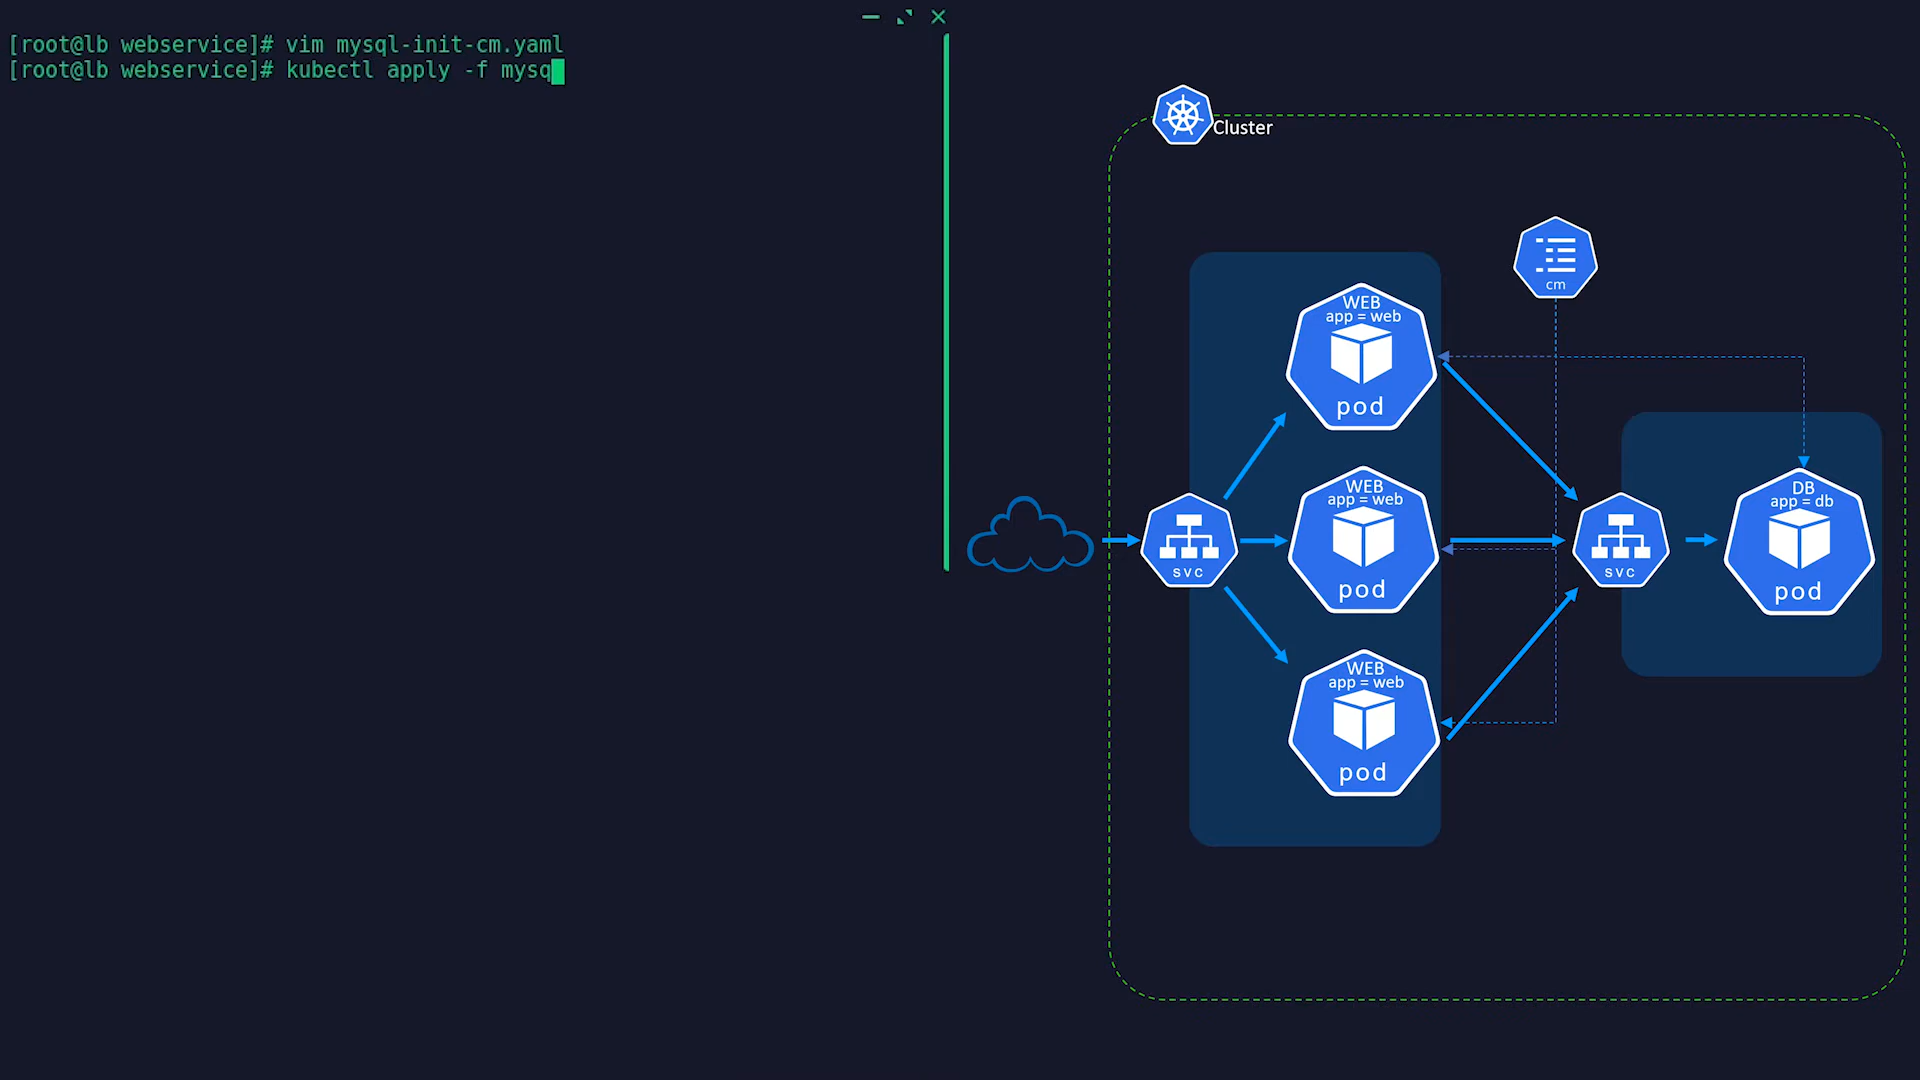 [root@lb webservice]# vim mysql-init-cm.yaml
[root@lb webservice]# kubectl apply -f mysq
Cluster
cm
WEB
app = web
pod
WEB
app = web
pod
WEB
app = web
pod
svc
svc
DB
app = db
pod